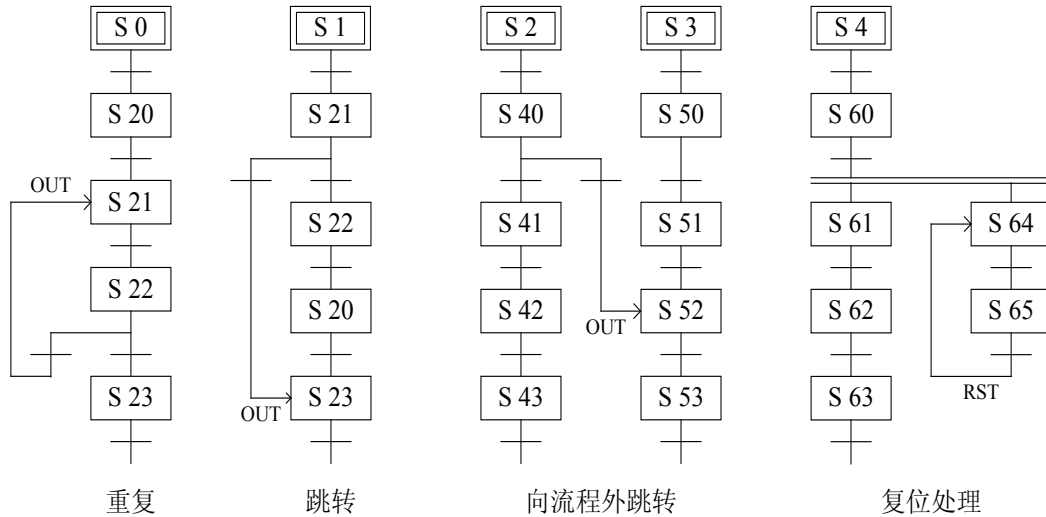 S 0 S 1 S 2 S 3 S 4
S 20 S 21 S 40 S 50 S 60
OUT
S 21 S 22 S 41 S 51 S 61 S 64
S 22 S 20 S 42 S 52 S 62 S 65
OUT
S 23 S 23 S 43 S 53 S 63
OUT
RST
重复 跳转 向流程外跳转 复位处理